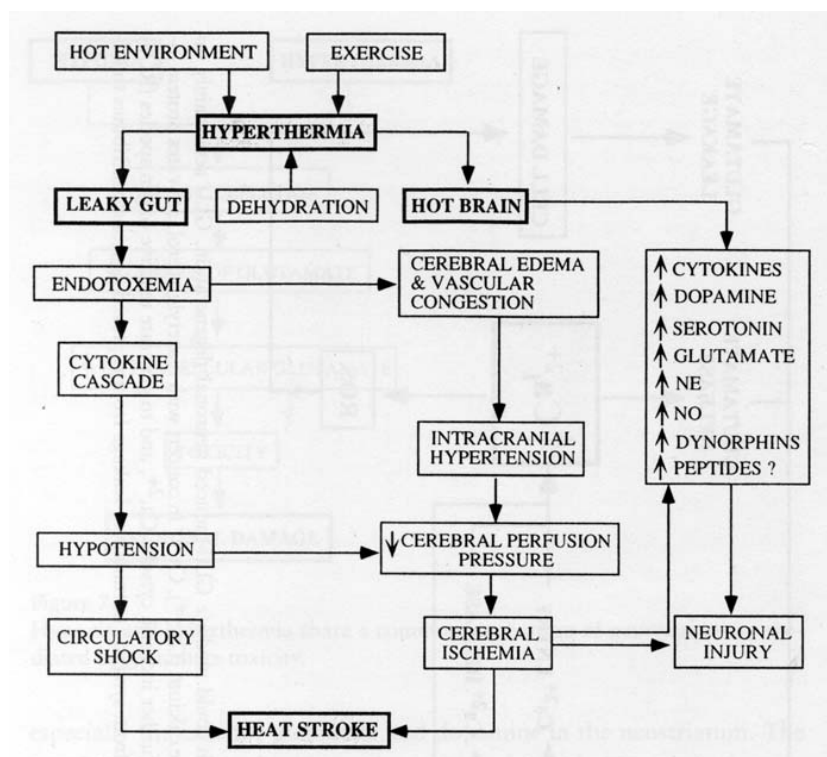 HOT ENVIRONMENT
EXERCISE
HYPERTHERMIA
LEAKY GUT
DEHYDRATION
HOT BRAIN
ENDOTOXEMIA
CEREBRAL EDEMA
& VASCULAR
CONGESTION
↑ CYTOKINES
↑ DOPAMINE
↑ SEROTONIN
↑ GLUTAMATE
↑ NE
↑ NO
↑ DYNORPHINS
↑ PEPTIDES ?
CYTOKINE
CASCADE
INTRACRANIAL
HYPERTENSION
HYPOTENSION
↓ CEREBRAL PERFUSION
PRESSURE
CIRCULATORY
SHOCK
CEREBRAL
ISCHEMIA
NEURONAL
INJURY
HEAT STROKE